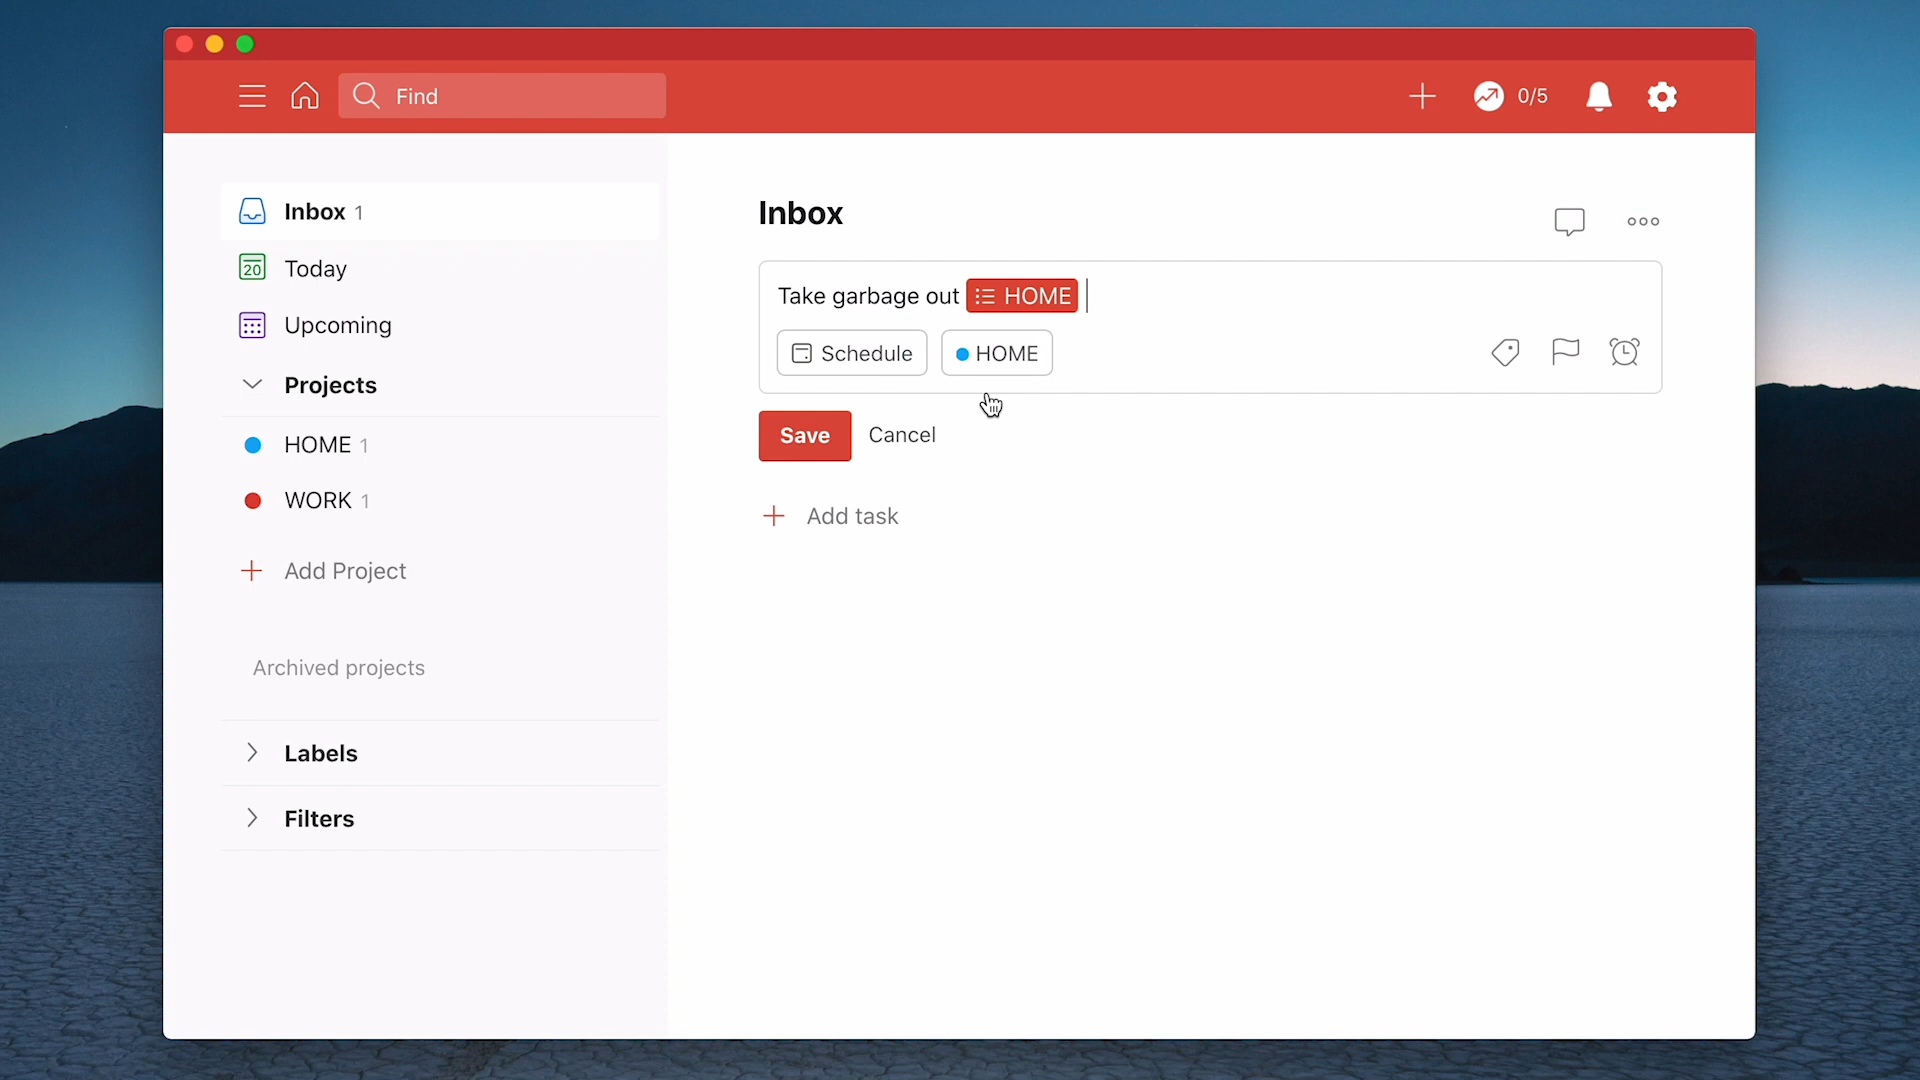 Find
0/5
Inbox 1
20 Today
Upcoming
Projects
HOME 1
WORK 1
Add Project
Archived projects
Labels
Filters
Inbox
Take garbage out HOME
Schedule HOME
Save Cancel
Add task